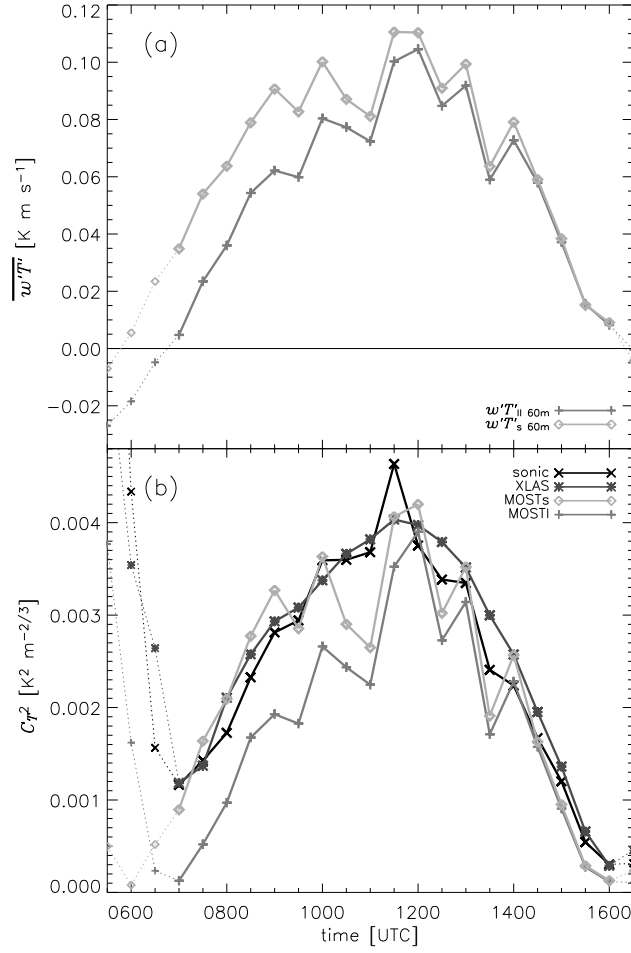 0.12
0.10
0.08
0.06
0.04
0.02
0.00
−0.02
(a)
w'T' [K m s⁻¹]
w'T'll 60m
w'T's 60m
(b)
sonic
XLAS
MOSTs
MOSTl
0.004
0.003
0.002
0.001
0.000
C_T² [K² m⁻²/³]
0600 0800 1000 1200 1400 1600
time [UTC]